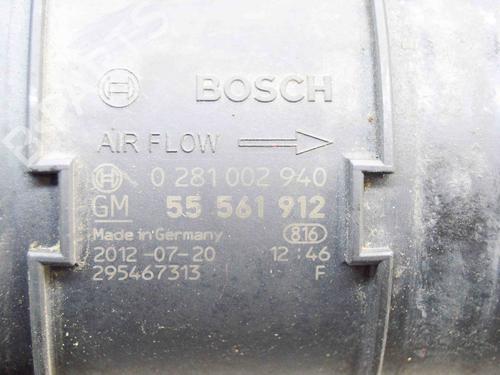 BOSCH
AIR FLOW
0 281 002 940
GM 55 561 912
Made in Germany 816
2012-07-20 12:46
295467313 F